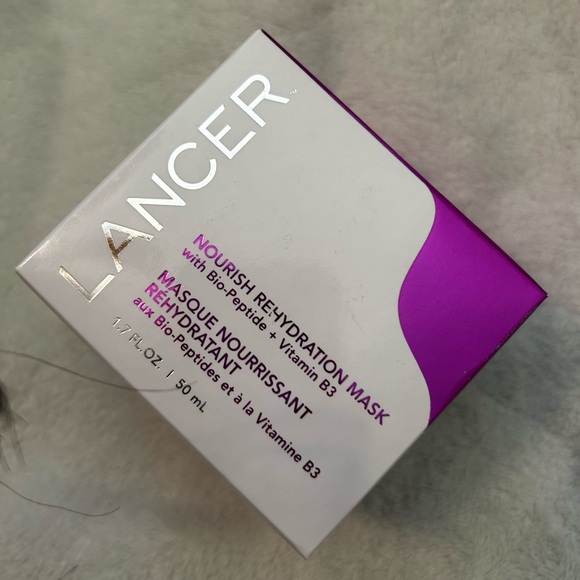 LANCER™
NOURISH REHYDRATION MASK
with Bio-Peptide + Vitamin B3
MASQUE NOURRISSANT
RÉHYDRATANT
aux Bio-Peptides et à la Vitamine B3
1.7 FL.OZ. | 50 mL